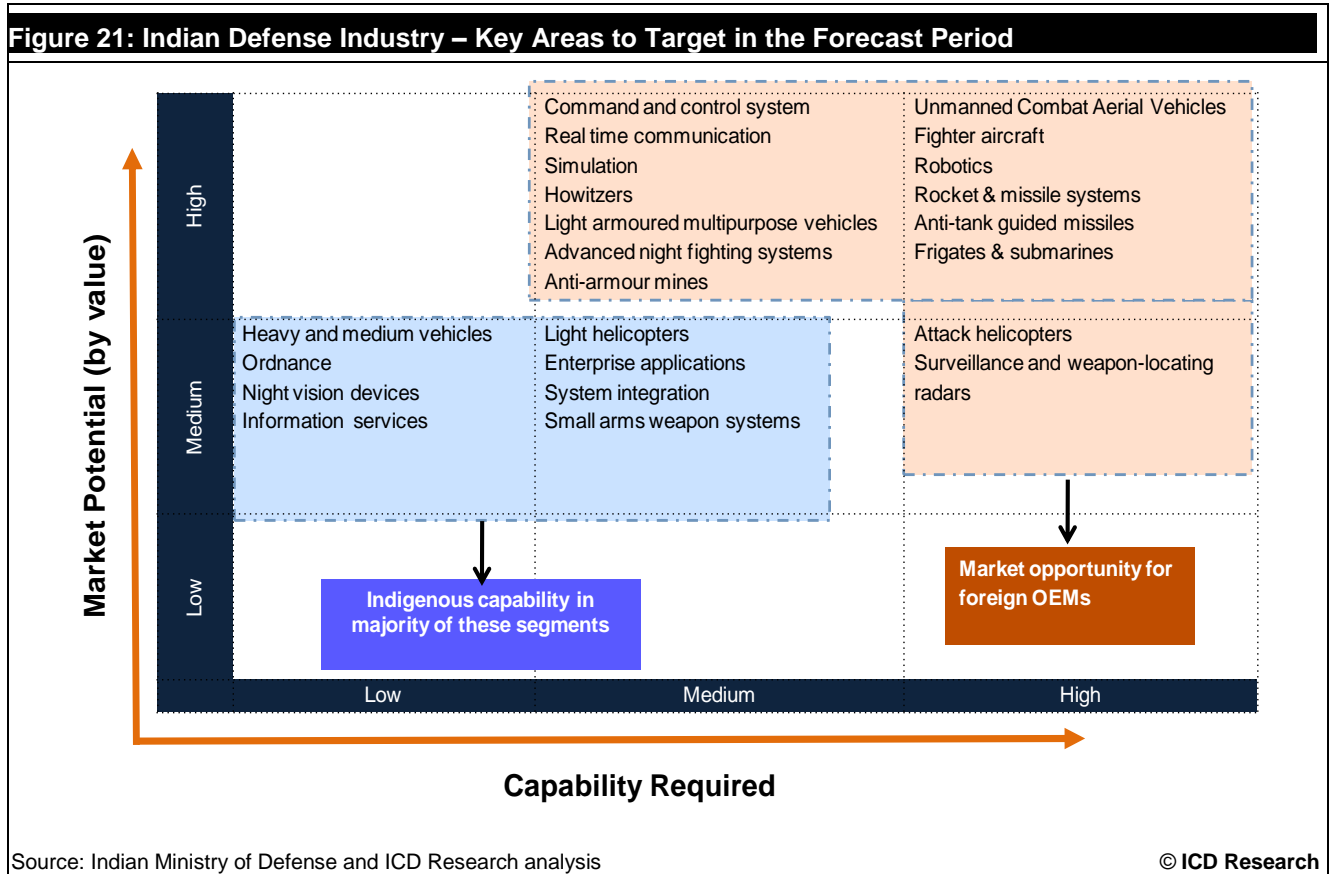 Figure 21: Indian Defense Industry – Key Areas to Target in the Forecast Period
Market Potential (by value)
High
Command and control system
Real time communication
Simulation
Howitzers
Light armoured multipurpose vehicles
Advanced night fighting systems
Anti-armour mines
Unmanned Combat Aerial Vehicles
Fighter aircraft
Robotics
Rocket & missile systems
Anti-tank guided missiles
Frigates & submarines
Medium
Heavy and medium vehicles
Ordnance
Night vision devices
Information services
Light helicopters
Enterprise applications
System integration
Small arms weapon systems
Attack helicopters
Surveillance and weapon-locating
radars
Low
Indigenous capability in
majority of these segments
Market opportunity for
foreign OEMs
Low
Medium
High
Capability Required
Source: Indian Ministry of Defense and ICD Research analysis
© ICD Research